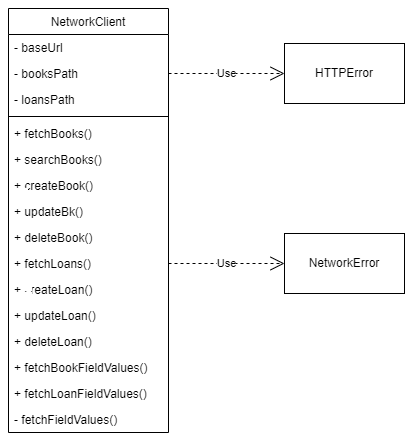 NetworkClient
- baseUrl
- booksPath
- loansPath
+ fetchBooks()
+ searchBooks()
+ createBook()
+ updateBk()
+ deleteBook()
+ fetchLoans()
+ createLoan()
+ updateLoan()
+ deleteLoan()
+ fetchBookFieldValues()
+ fetchLoanFieldValues()
- fetchFieldValues()
Use
HTTPError
Use
NetworkError